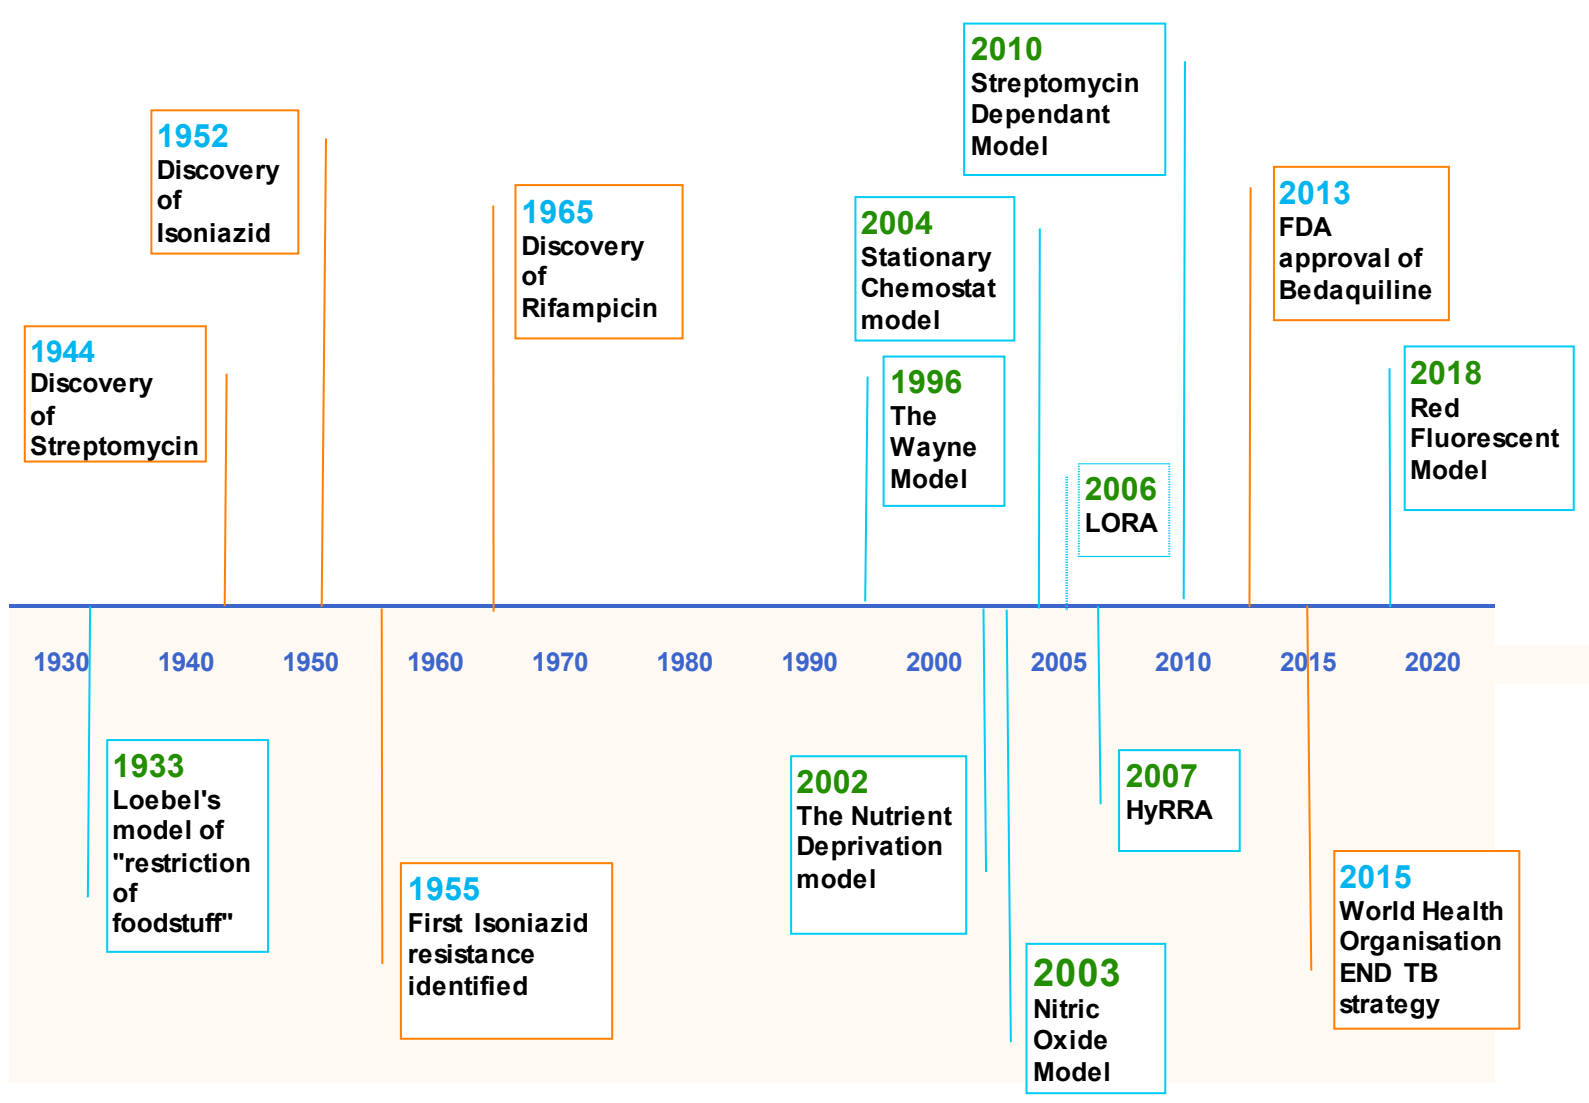 2010
Streptomycin
Dependant
Model
1952
Discovery
of
Isoniazid
1965
Discovery
of
Rifampicin
2004
Stationary
Chemostat
model
2013
FDA
approval of
Bedaquiline
1944
Discovery
of
Streptomycin
1996
The
Wayne
Model
2018
Red
Fluorescent
Model
2006
LORA
1930 1940 1950 1960 1970 1980 1990 2000 2005 2010 2015 2020
1933
Loebel's
model of
"restriction
of
foodstuff"
1955
First Isoniazid
resistance
identified
2002
The Nutrient
Deprivation
model
2003
Nitric
Oxide
Model
2007
HyRRA
2015
World Health
Organisation
END TB
strategy